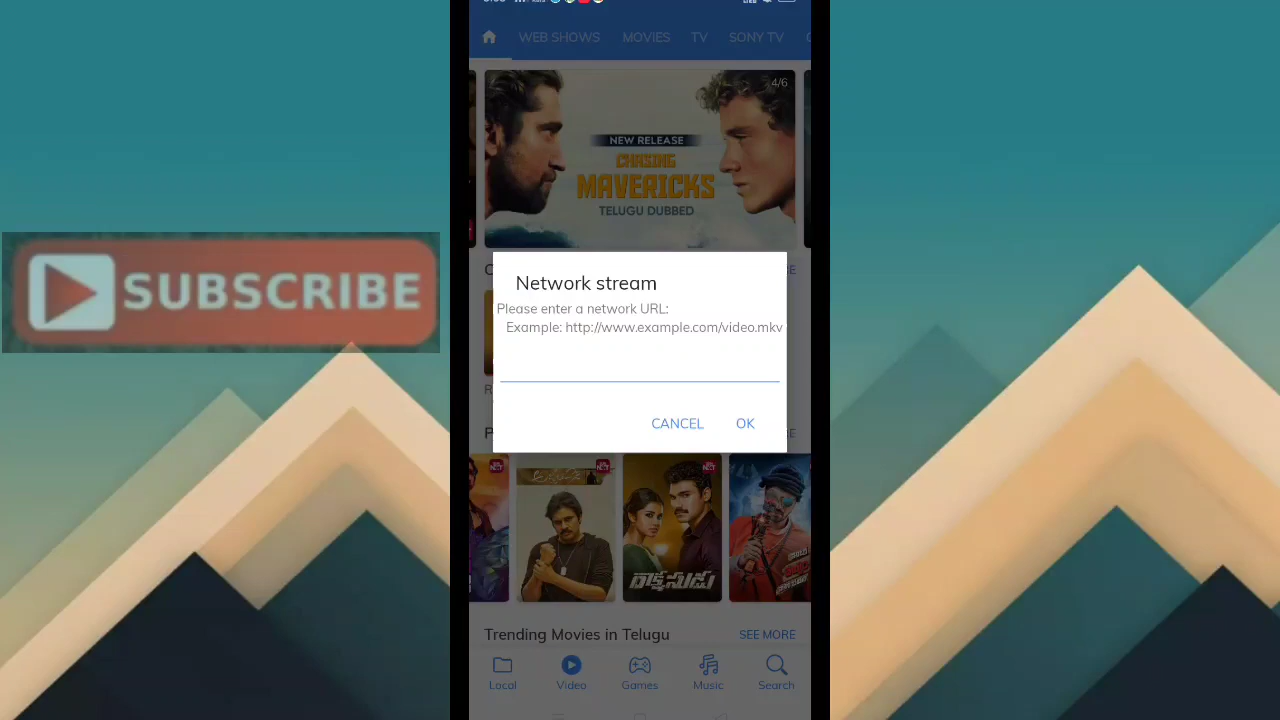 WEB SHOWS
MOVIES
TV
SONY TV
4/6
NEW RELEASE
CHASING
MAVERICKS
TELUGU DUBBED
SUBSCRIBE
Network stream
Please enter a network URL:
Example: http://www.example.com/video.mkv
CANCEL
OK
రాక్షసుడు
Trending Movies in Telugu
SEE MORE
Local
Video
Games
Music
Search